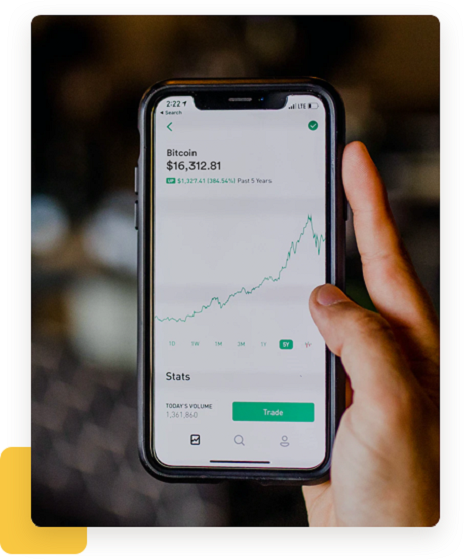 2:22
LTE
◂ Search
Bitcoin
$16,312.81
UP $1,327.41 (384.54%) Past 5 Years
1D 1W 1M 3M 1Y 5Y
Stats
TODAY'S VOLUME
1,361,860
Trade